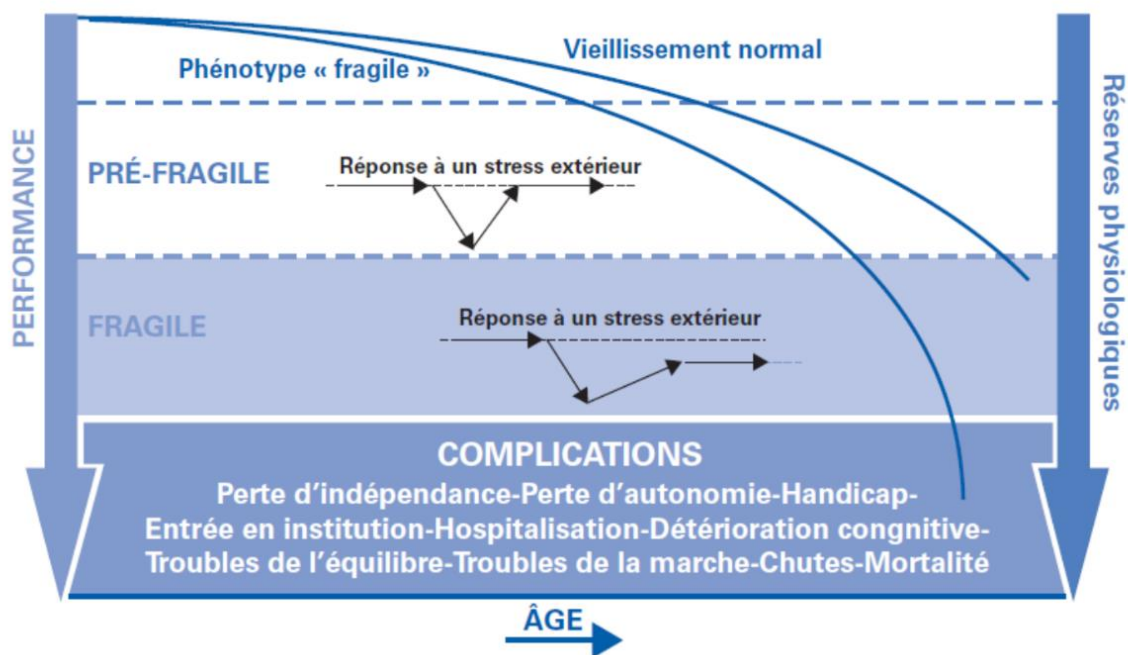 Vieillissement normal
Phénotype « fragile »
PERFORMANCE
Réserves physiologiques
PRÉ-FRAGILE
Réponse à un stress extérieur
FRAGILE
Réponse à un stress extérieur
COMPLICATIONS
Perte d’indépendance-Perte d’autonomie-Handicap-
Entrée en institution-Hospitalisation-Détérioration congnitive-
Troubles de l’équilibre-Troubles de la marche-Chutes-Mortalité
ÂGE